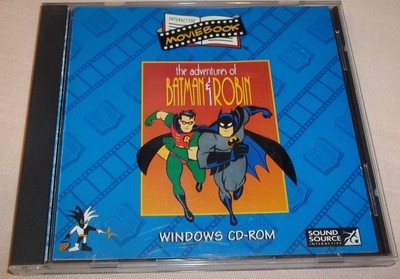 INTERACTIVE
MOVIEBOOK
the adventures of
BATMAN & ROBIN
R
WINDOWS CD-ROM
SOUND
SOURCE
INTERACTIVE